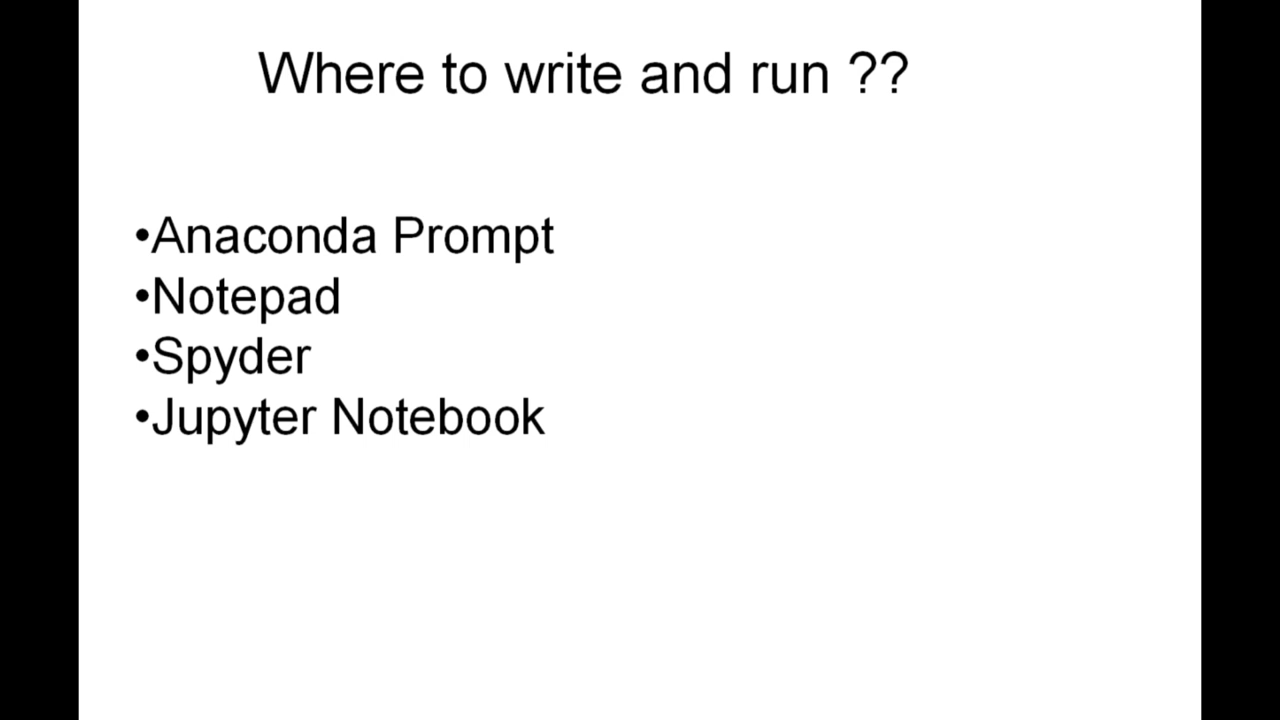 Where to write and run ??
•Anaconda Prompt
•Notepad
•Spyder
•Jupyter Notebook